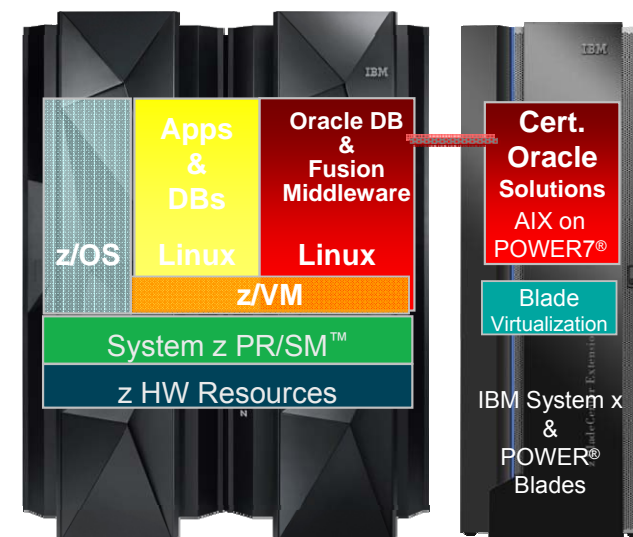 IBM
IBM
z/OS
Apps
&
DBs
Linux
Oracle DB
&
Fusion
Middleware
Linux
z/VM
System z PR/SM™
z HW Resources
N
Cert.
Oracle
Solutions
AIX on
POWER7®
Blade
Virtualization
IBM System x
&
POWER®
Blades